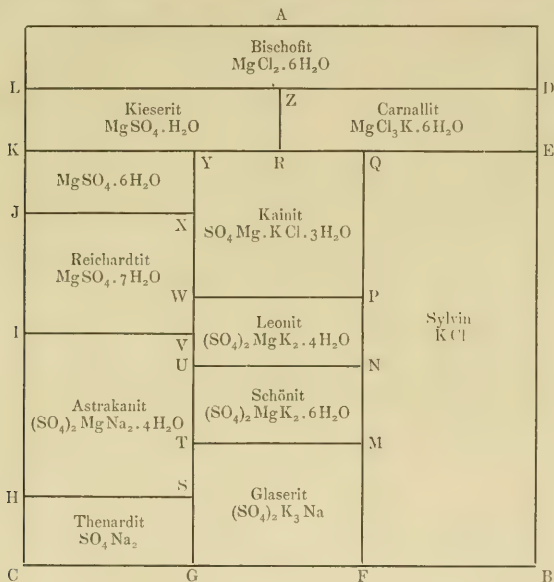 A
Bischofit
MgCl₂.6H₂O
L
D
Z
Kieserit
MgSO₄.H₂O
Carnallit
MgCl₃K.6H₂O
K
Y
R
Q
E
MgSO₄.6H₂O
Kainit
SO₄Mg.KCl.3H₂O
J
X
Reichardtit
MgSO₄.7H₂O
W
P
Sylvin
KCl
Leonit
(SO₄)₂MgK₂.4H₂O
I
V
U
N
Schönit
(SO₄)₂MgK₂.6H₂O
Astrakanit
(SO₄)₂MgNa₂.4H₂O
T
M
S
H
Glaserit
(SO₄)₂K₃Na
Thenardit
SO₄Na₂
C
G
F
B